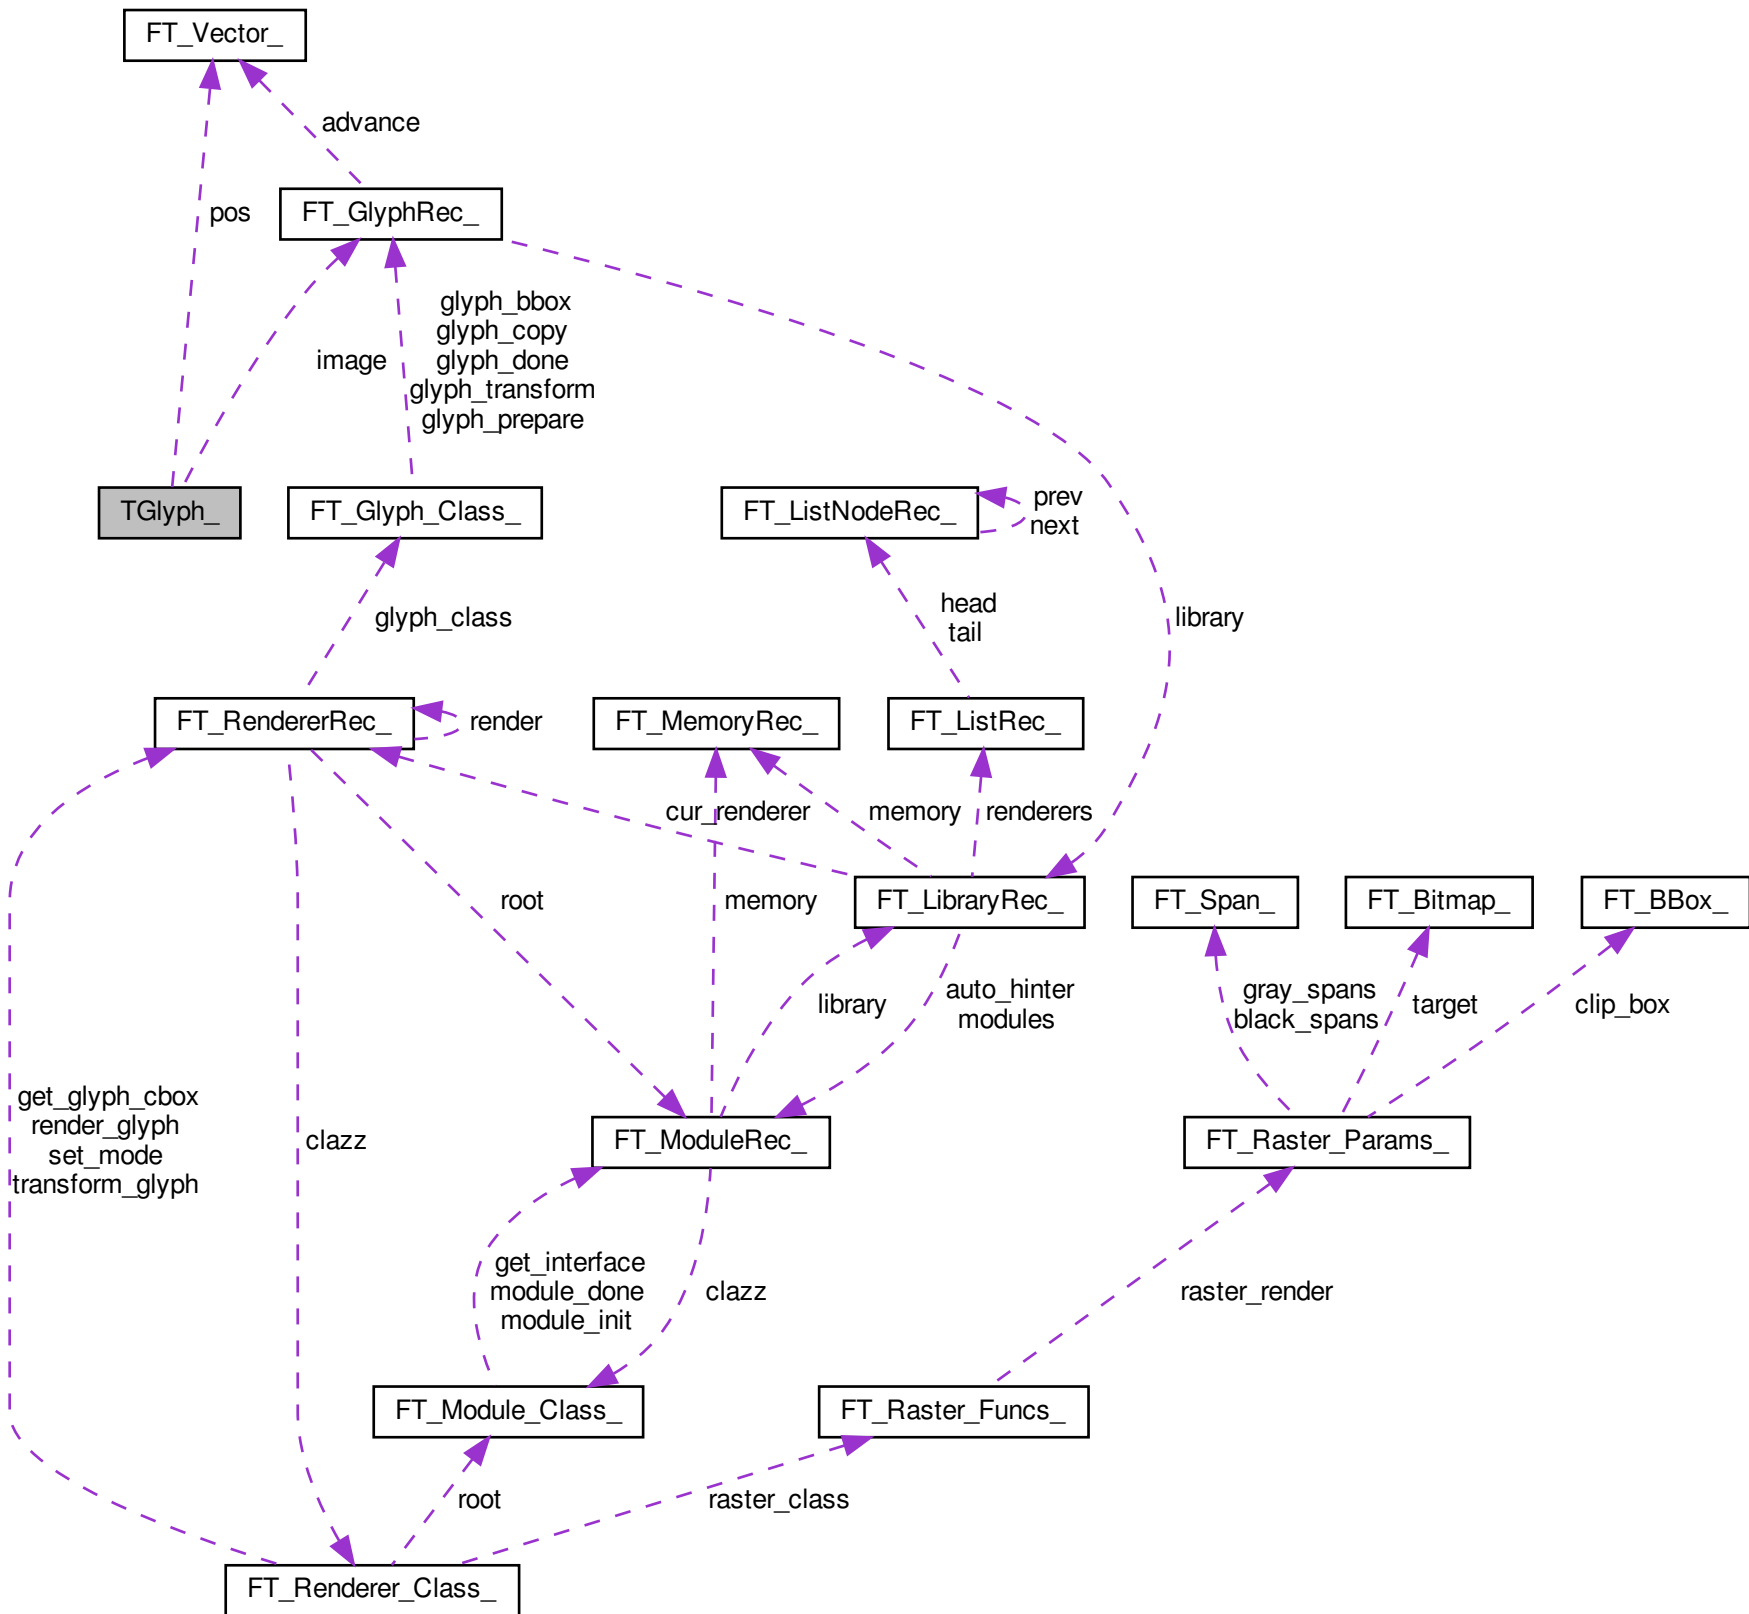 FT_Vector_
advance
pos
FT_GlyphRec_
glyph_bbox
glyph_copy
glyph_done
glyph_transform
glyph_prepare
image
TGlyph_
FT_Glyph_Class_
FT_ListNodeRec_
prev
next
head
tail
glyph_class
library
FT_RendererRec_
render
FT_MemoryRec_
FT_ListRec_
cur_renderer
memory
renderers
root
memory
FT_LibraryRec_
FT_Span_
FT_Bitmap_
FT_BBox_
library
auto_hinter
modules
gray_spans
black_spans
target
clip_box
get_glyph_cbox
render_glyph
set_mode
transform_glyph
clazz
FT_ModuleRec_
FT_Raster_Params_
get_interface
module_done
module_init
clazz
raster_render
FT_Module_Class_
FT_Raster_Funcs_
root
raster_class
FT_Renderer_Class_